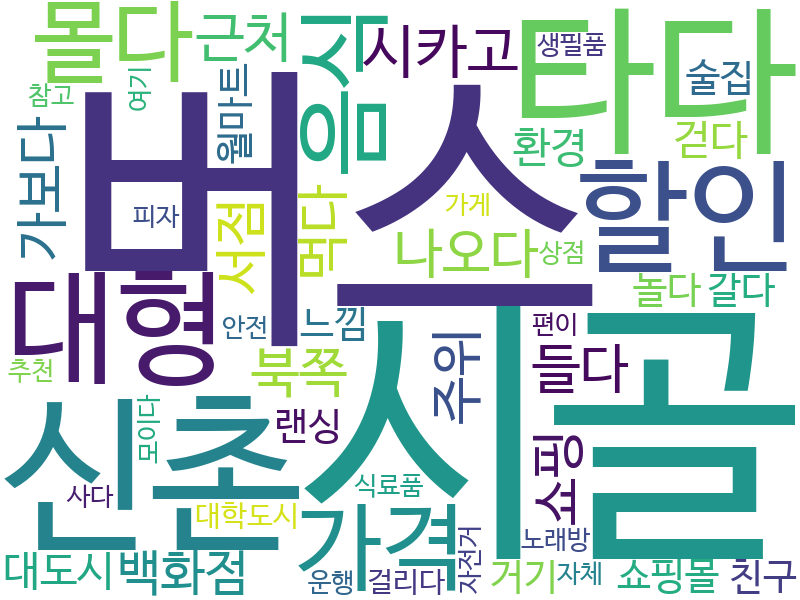 몰다
근처
음식
시카고
생필품
타다
술집
참고
여기
월마트
버스
환경
걷다
가보다
피자
서점
먹다
가게
할인
나오다
상점
대형
안전
느낌
놀다
갈다
추천
북쪽
주위
편이
들다
시골
신촌
모이다
랜싱
쇼핑
사다
대학도시
식료품
가격
노래방
대도시
백화점
운행
걸리다
자전거
거기
자체
쇼핑몰
친구